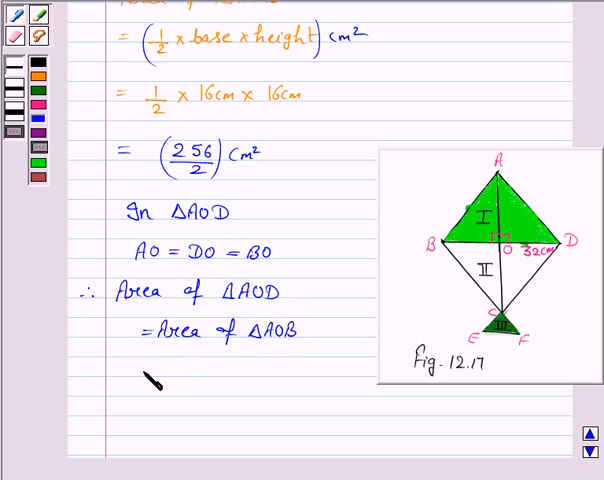 = (1/2 × base × height) cm²
= 1/2 × 16cm × 16cm
= (256/2) cm²
In ΔAOD
AO = DO = BO
∴ Area of ΔAOD
= Area of ΔAOB
A
I
B
O
32cm
D
II
C
III
E
F
Fig. 12.17